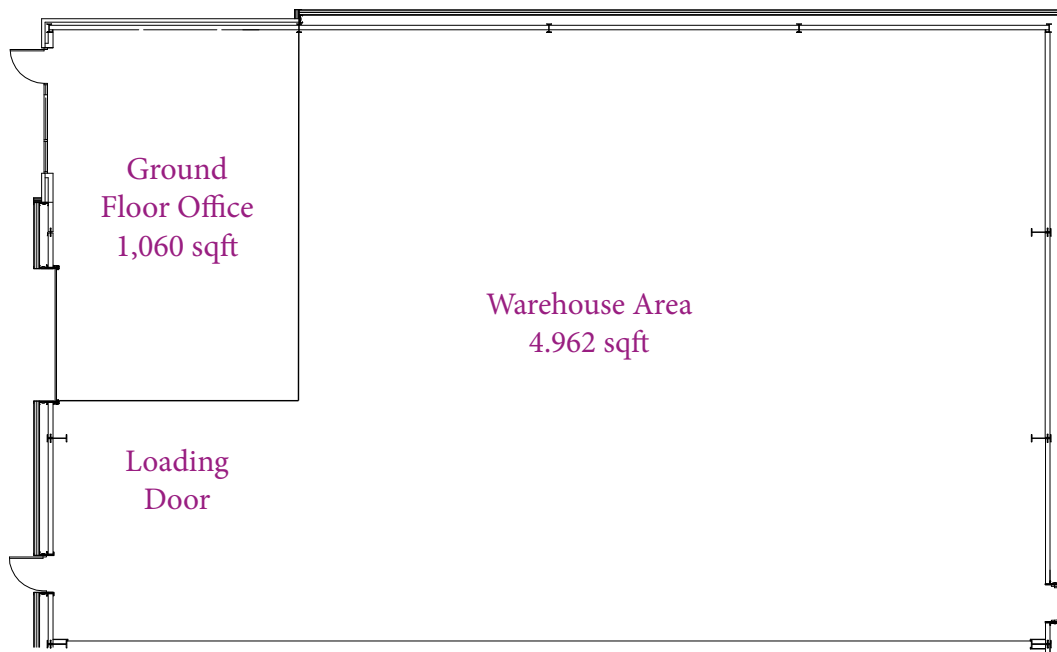 Ground
Floor Office
1,060 sqft
Warehouse Area
4.962 sqft
Loading
Door